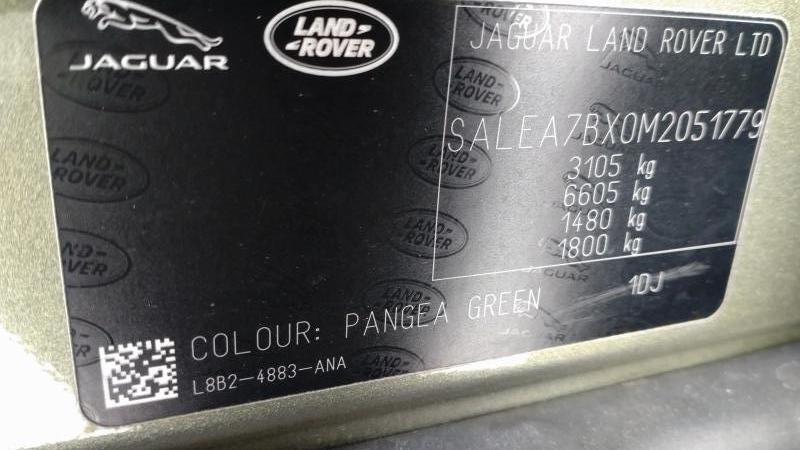 JAGUAR
LAND-
-ROVER
JAGUAR LAND ROVER LTD
SALEA7BX0M2051779
3105 kg
6605 kg
1480 kg
1800 kg
1DJ
COLOUR: PANGEA GREEN
L8B2-4883-ANA